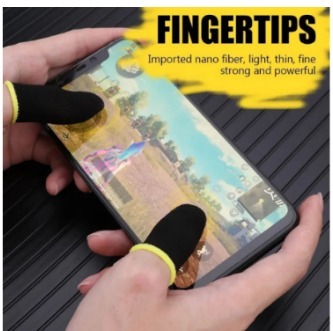 FINGERTIPS
Imported nano fiber, light, thin, fine
strong and powerful